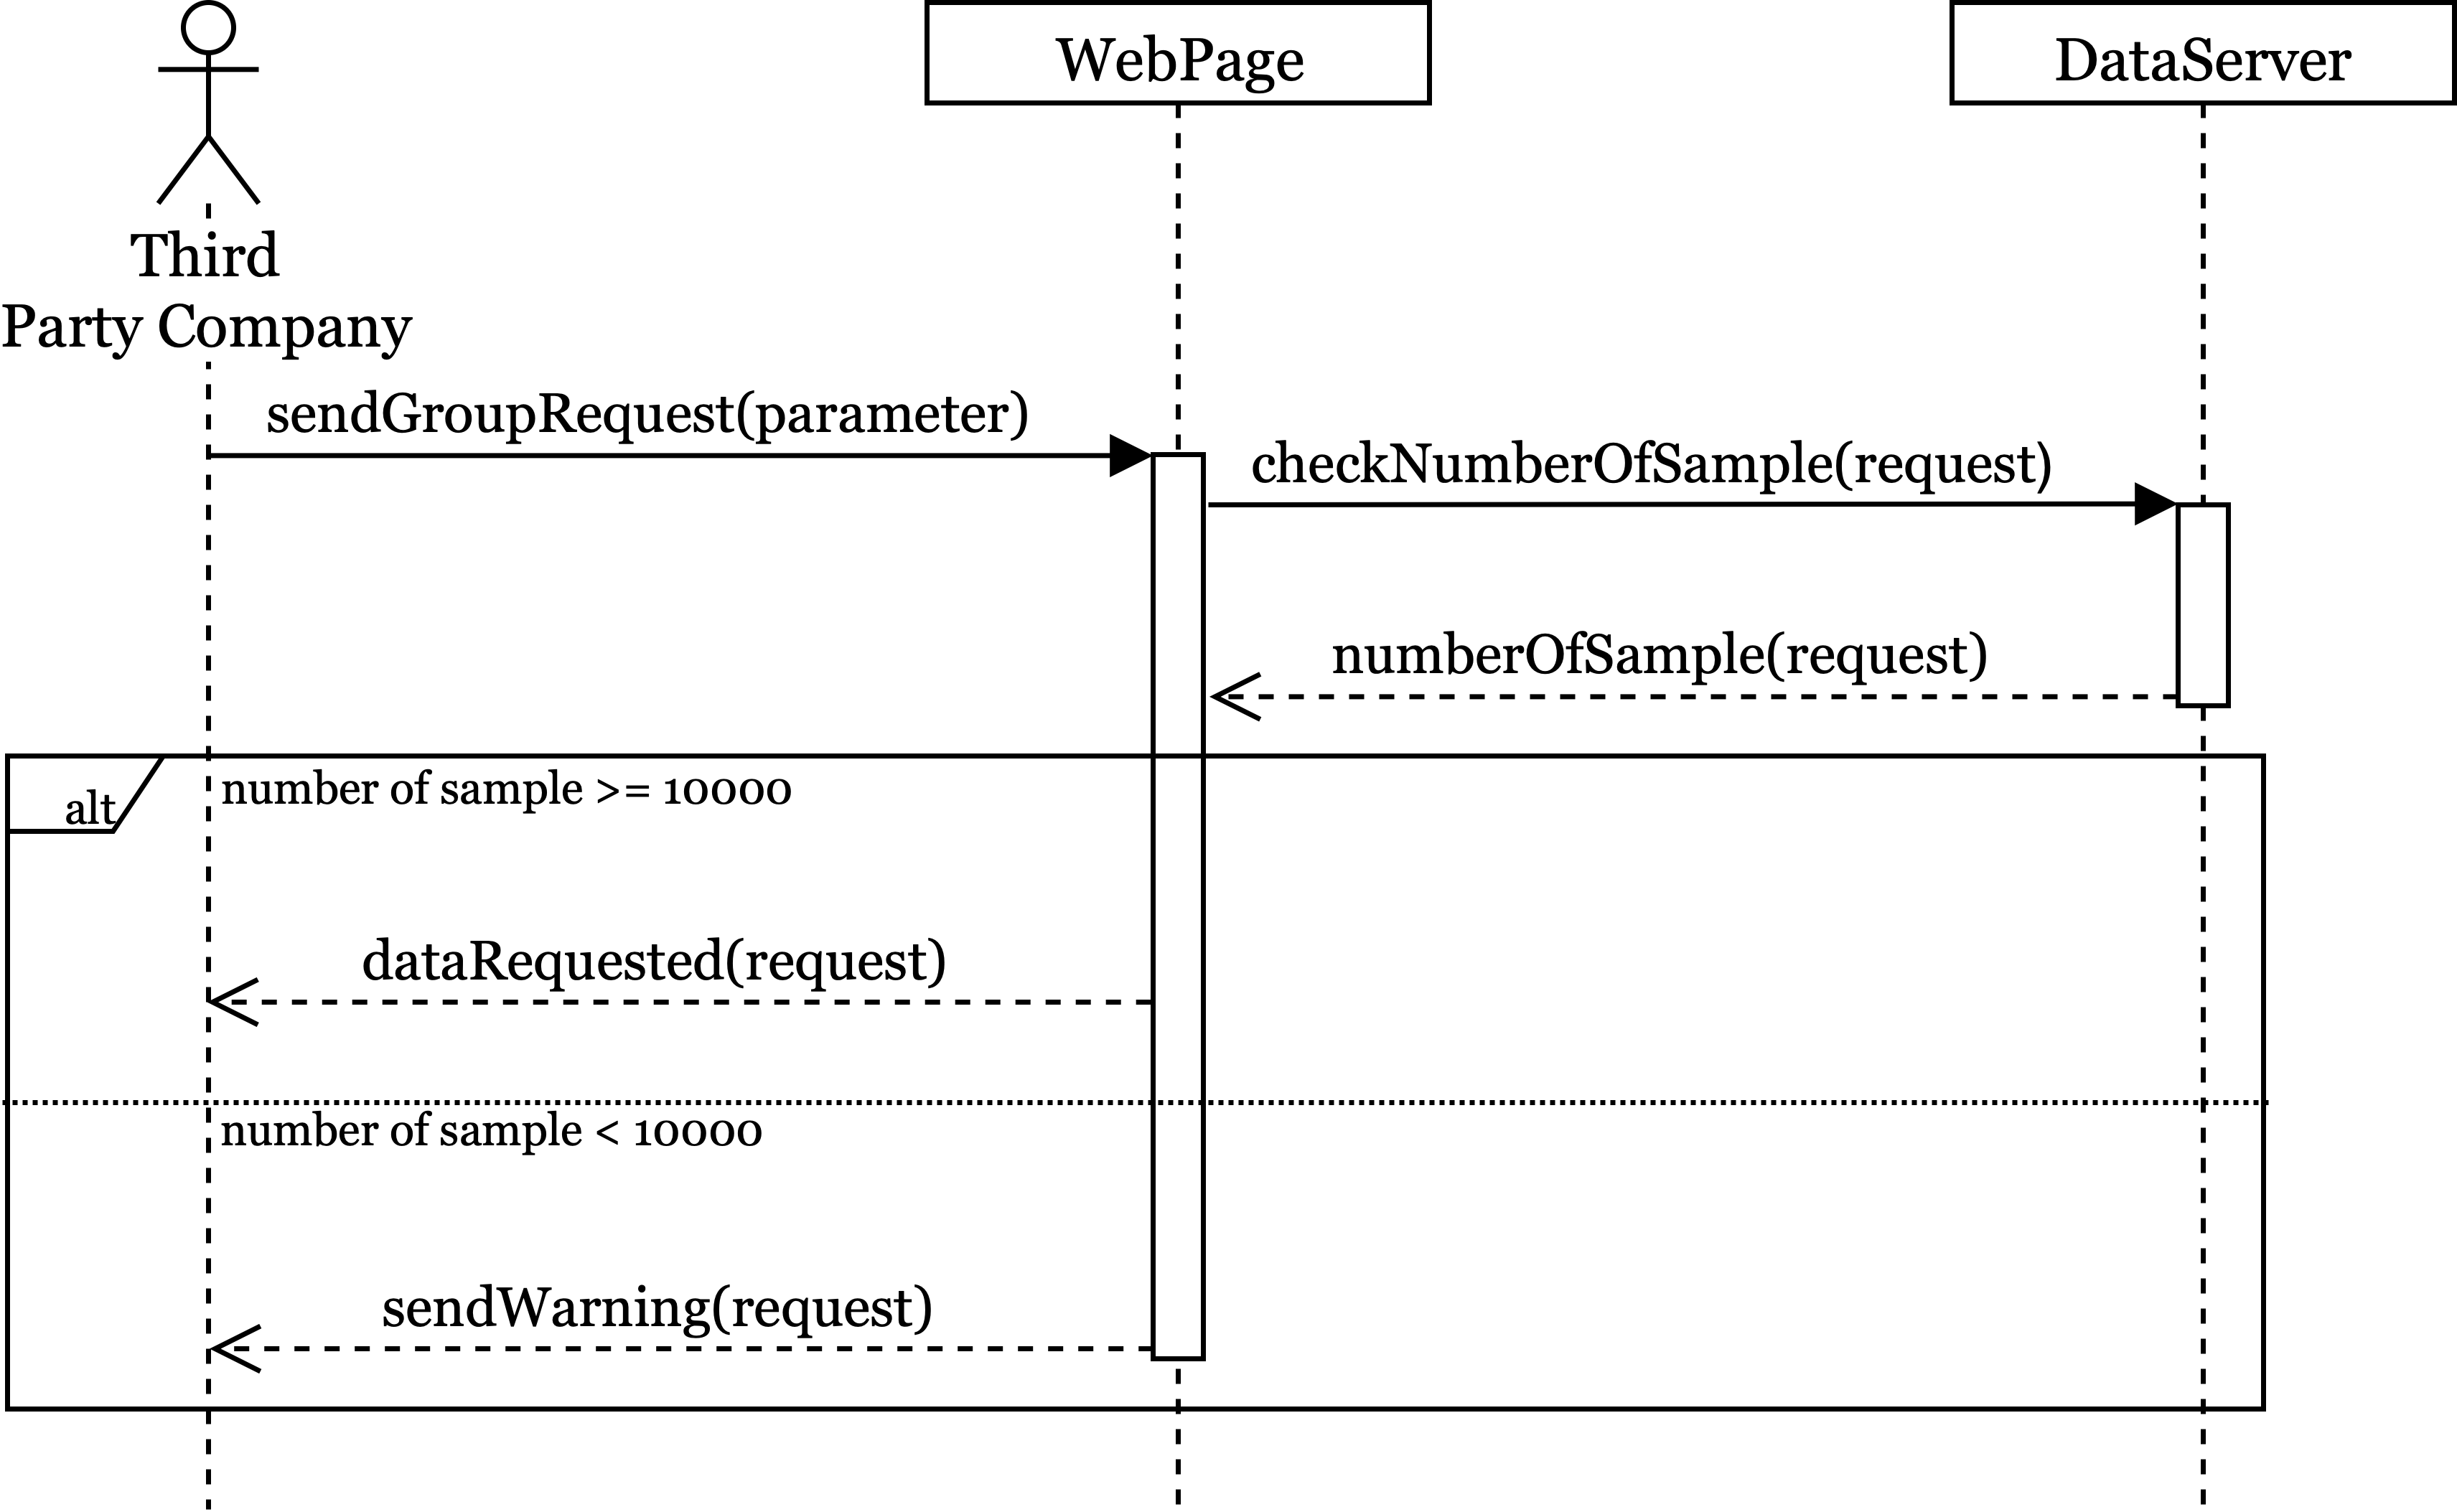 WebPage
DataServer
Third
Party Company
sendGroupRequest(parameter)
checkNumberOfSample(request)
numberOfSample(request)
alt
number of sample >= 10000
dataRequested(request)
number of sample < 10000
sendWarning(request)